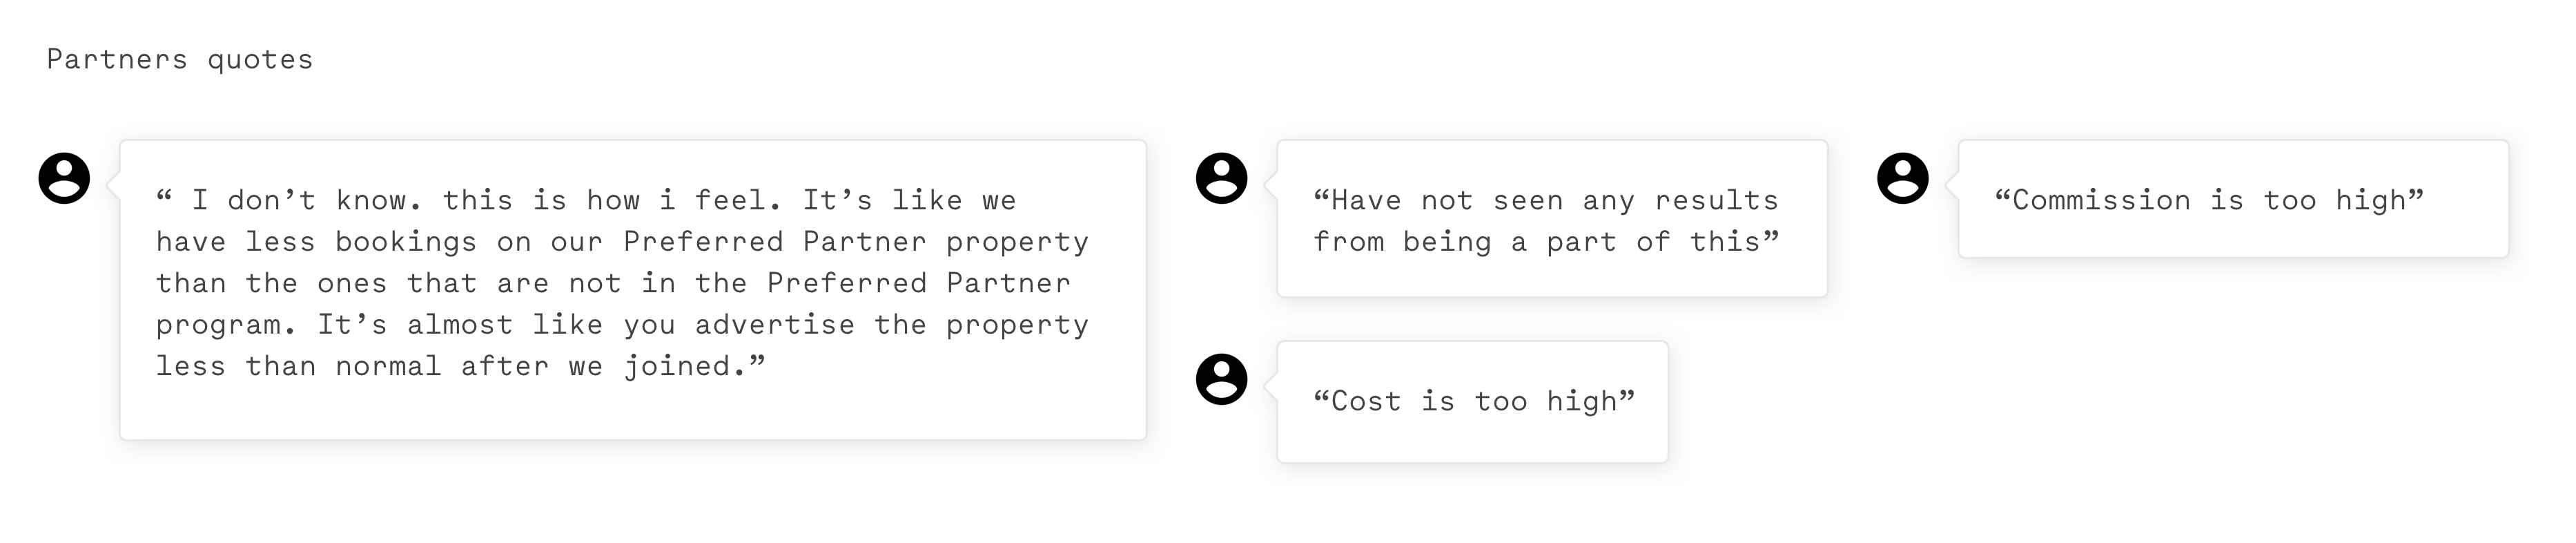 Partners quotes
“ I don’t know. this is how i feel. It’s like we
have less bookings on our Preferred Partner property
than the ones that are not in the Preferred Partner
program. It’s almost like you advertise the property
less than normal after we joined.”
“Have not seen any results
from being a part of this”
“Cost is too high”
“Commission is too high”